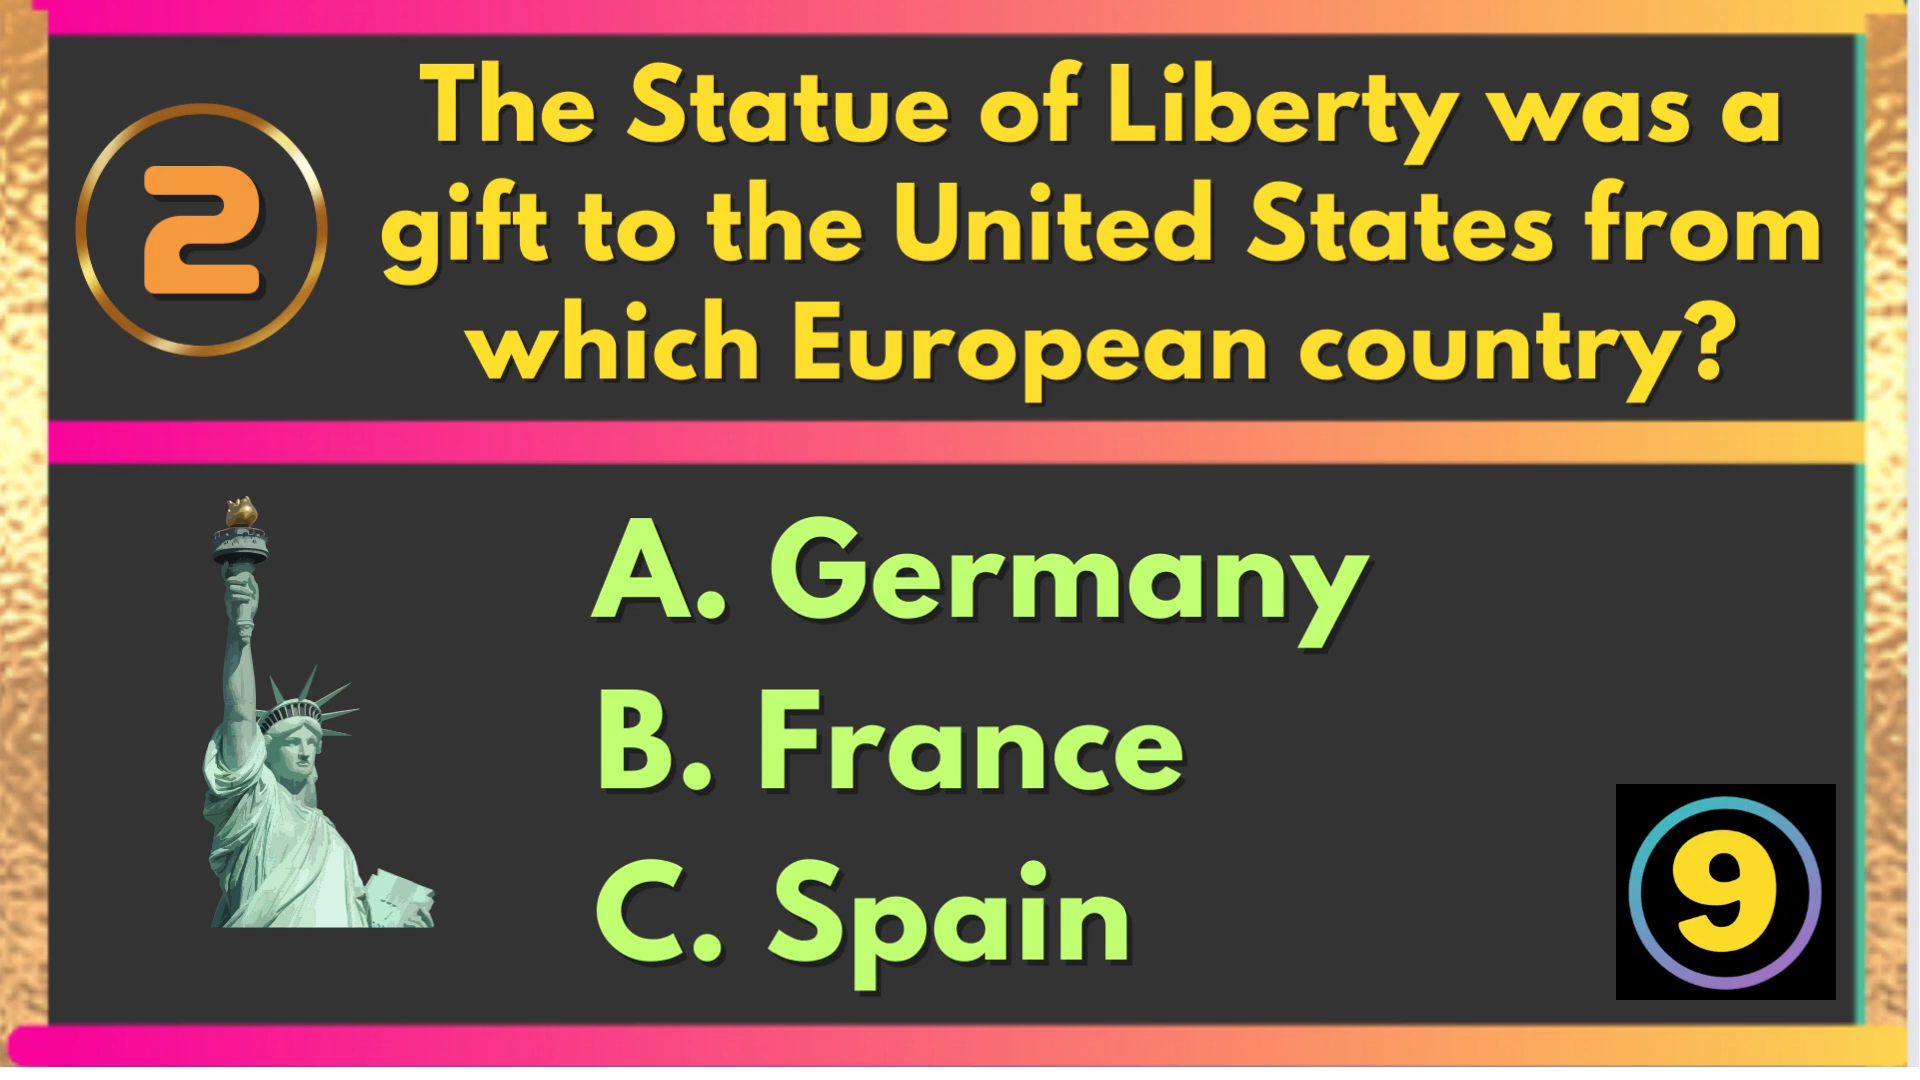 2
The Statue of Liberty was a
gift to the United States from
which European country?
A. Germany
B. France
C. Spain
9